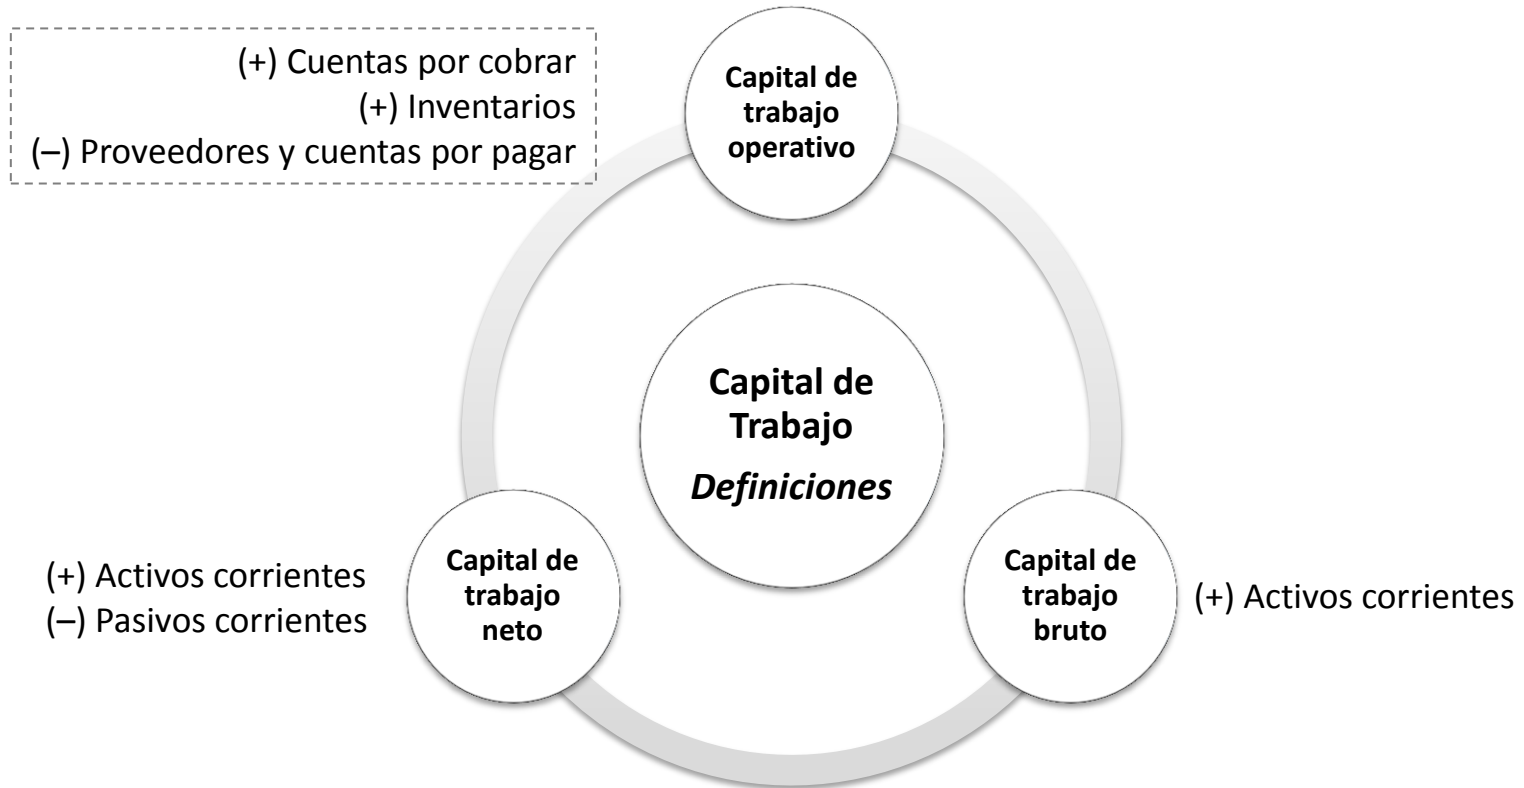 (+) Cuentas por cobrar
(+) Inventarios
(–) Proveedores y cuentas por pagar
Capital de
trabajo
operativo
Capital de
Trabajo
Definiciones
(+) Activos corrientes
(–) Pasivos corrientes
Capital de
trabajo
neto
Capital de
trabajo
bruto
(+) Activos corrientes